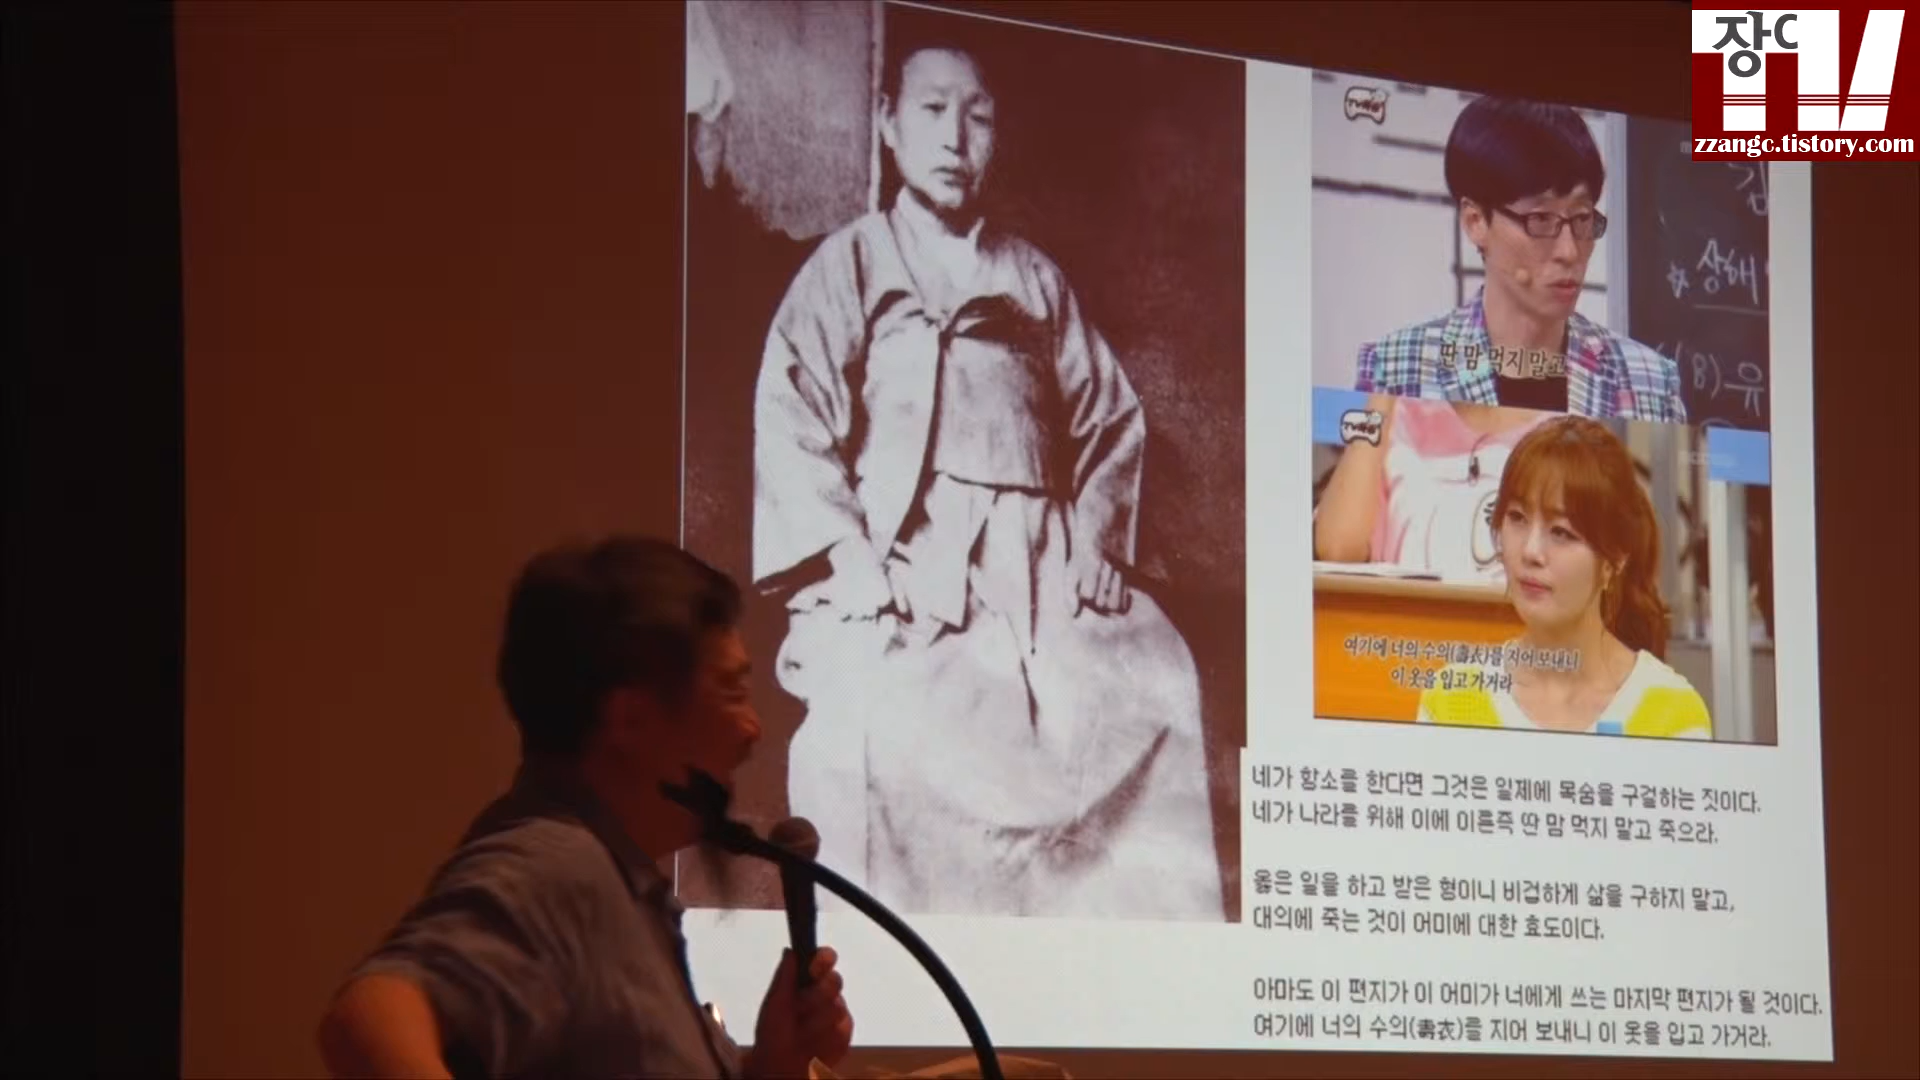 장C
TV
zzangc.tistory.com
상해
(8)유
딴 맘 먹지 말고
여기에 너의 수의(壽衣)를 지어 보내니
이 옷을 입고 가거라
네가 항소를 한다면 그것은 일제에 목숨을 구걸하는 짓이다.
네가 나라를 위해 이에 이른즉 딴 맘 먹지 말고 죽으라.
옳은 일을 하고 받은 형이니 비겁하게 삶을 구하지 말고,
대의에 죽는 것이 어미에 대한 효도이다.
아마도 이 편지가 이 어미가 너에게 쓰는 마지막 편지가 될 것이다.
여기에 너의 수의(壽衣)를 지어 보내니 이 옷을 입고 가거라.